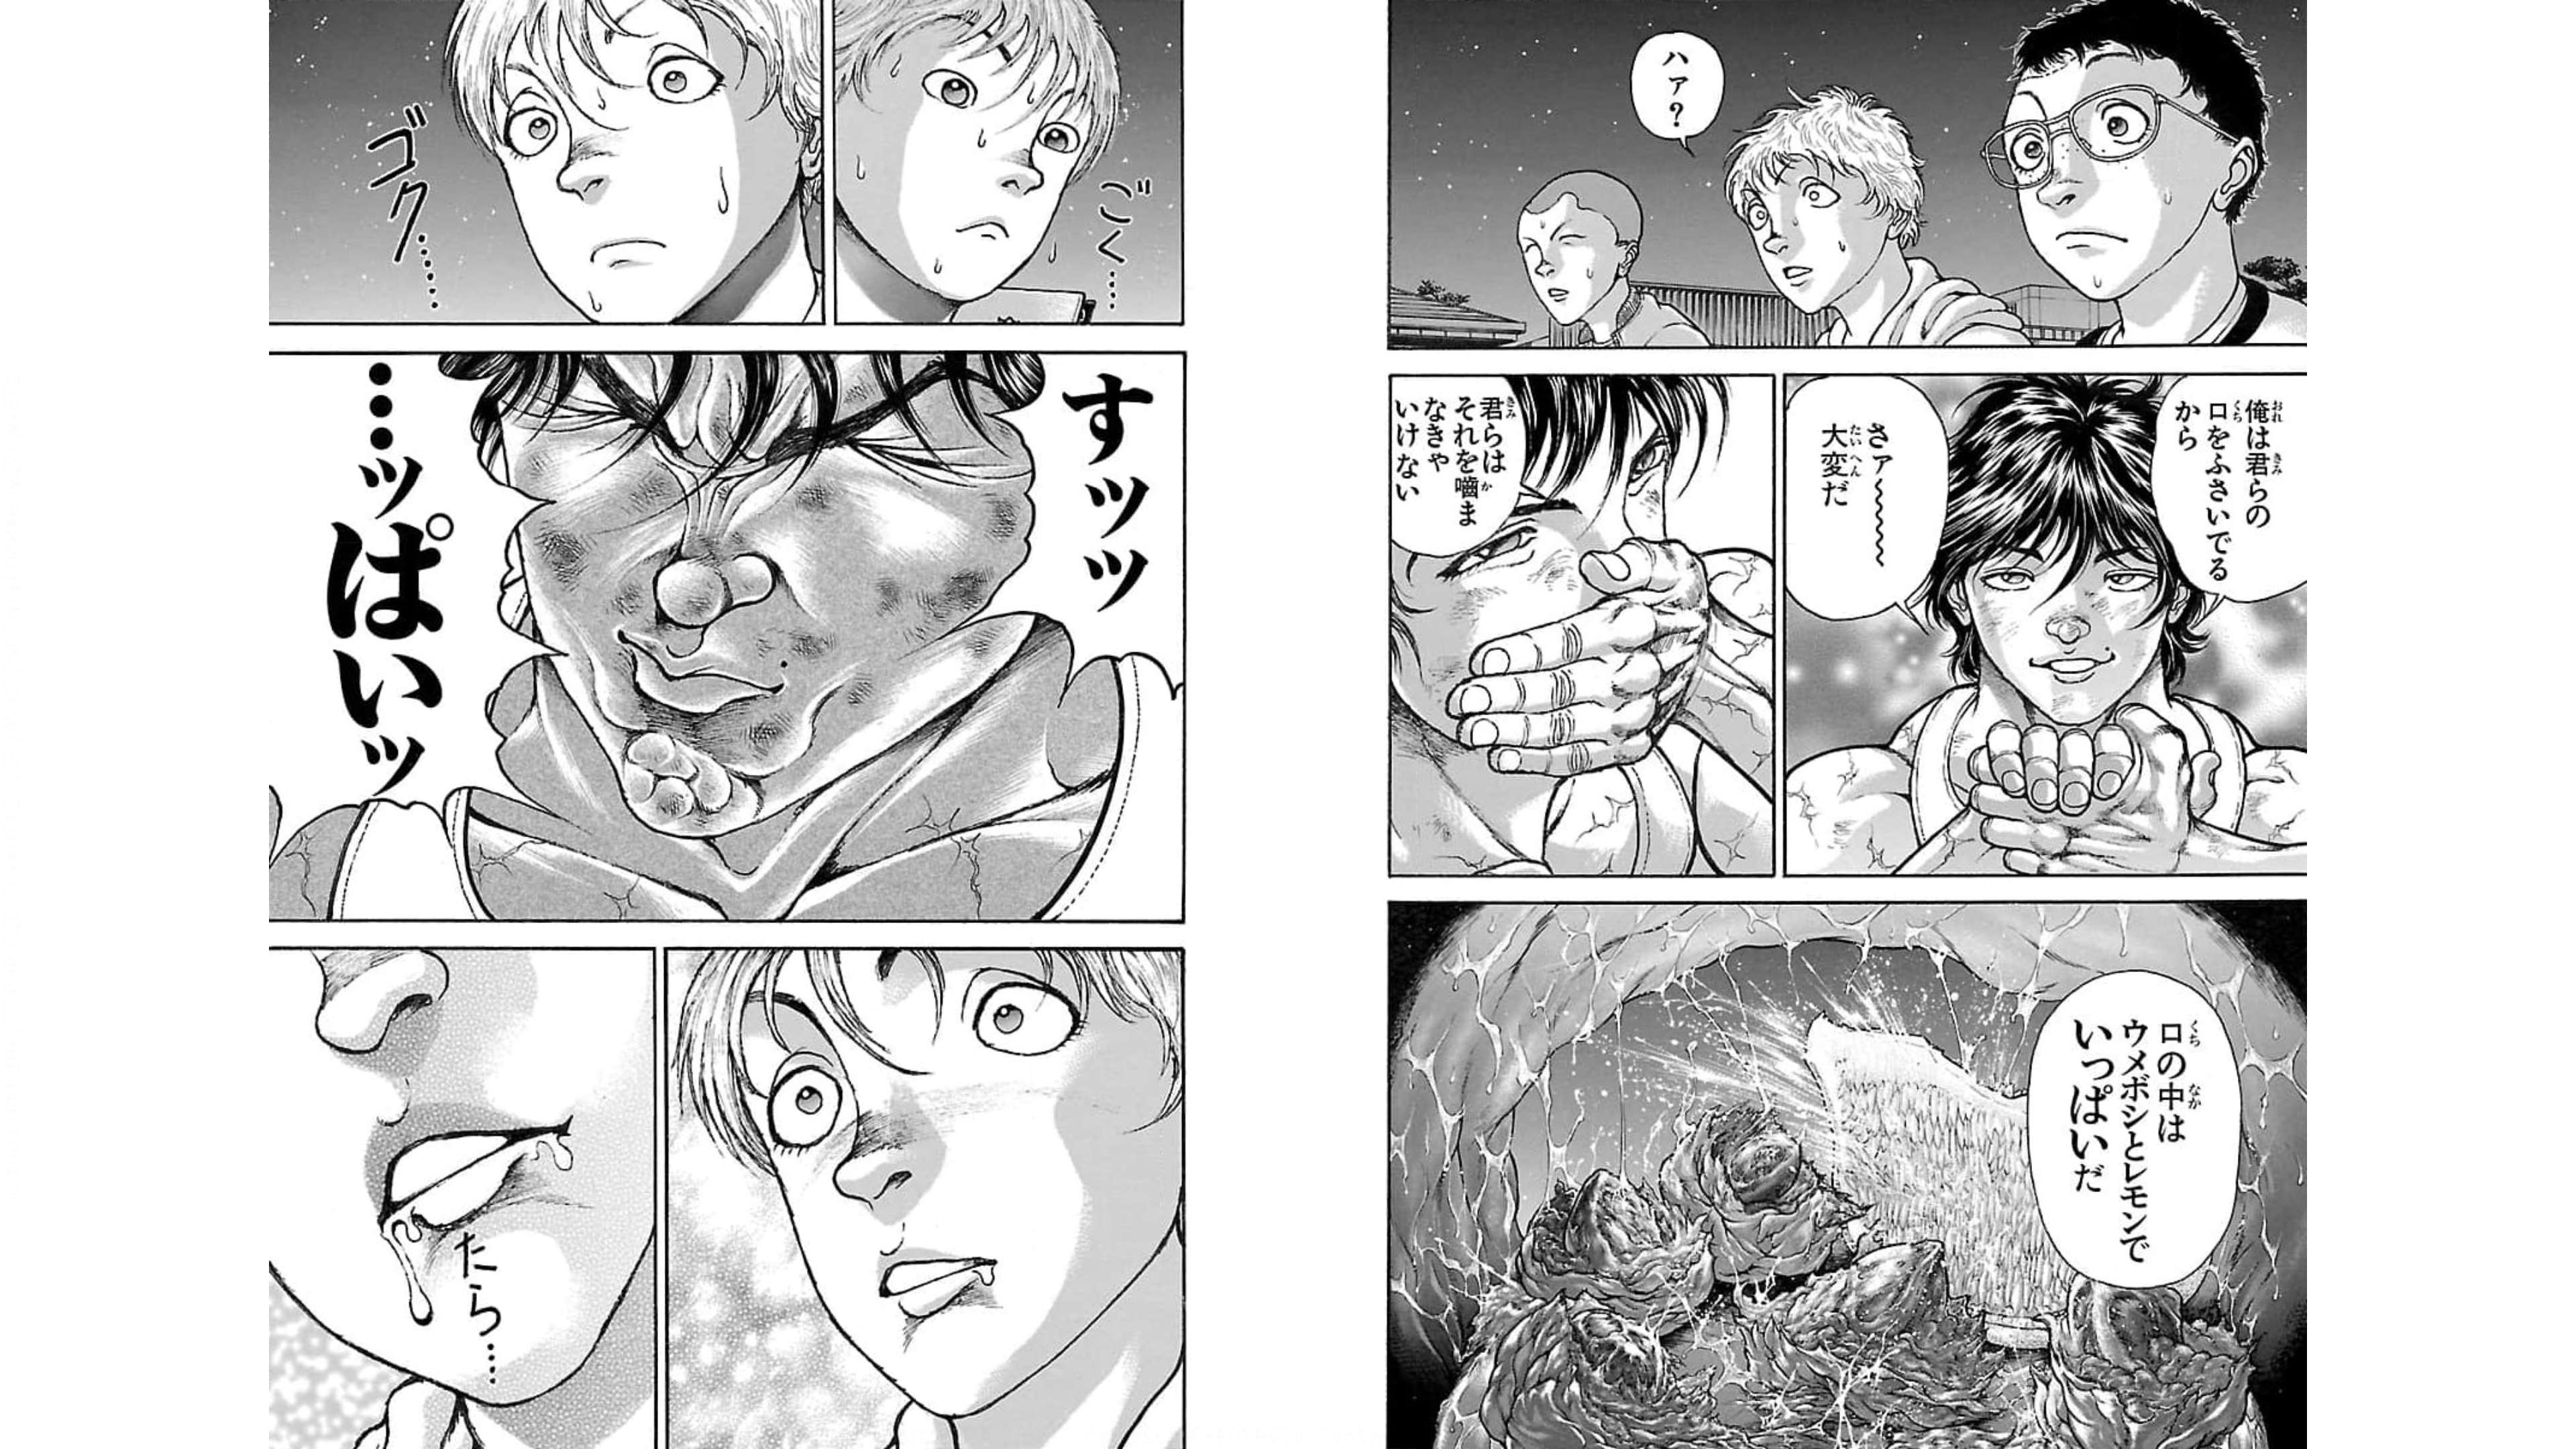 ハァ?
俺は君らの
口をふさいでる
から
さァ〜〜〜〜
大変だ
君らは
それを嚙ま
なきゃ
いけない
口の中は
ウメボシとレモンで
いっぱいだ
ごく……
ゴク……
すッッッ
…ッぱいッ
たら……